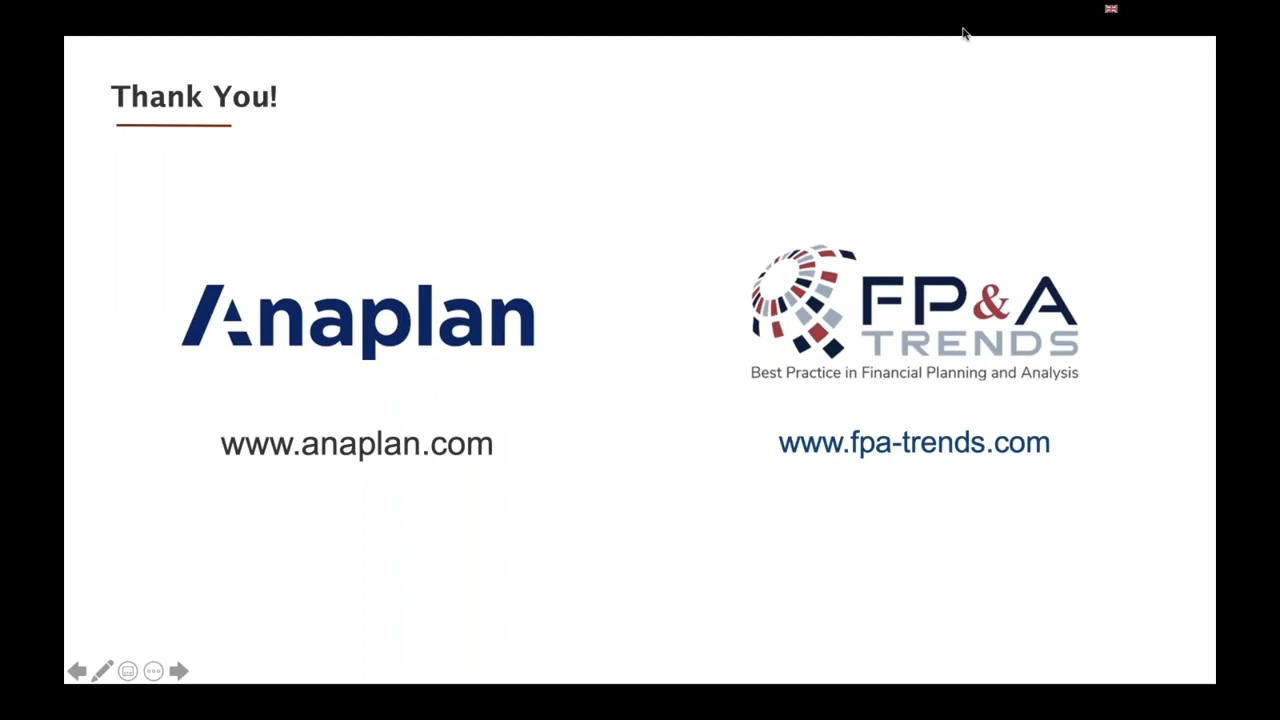 Thank You!
Anaplan
www.anaplan.com
FP&A
TRENDS
Best Practice in Financial Planning and Analysis
www.fpa-trends.com